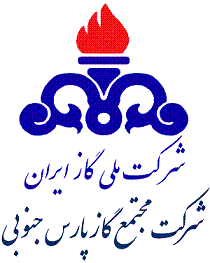 شرکت ملی گاز ایران
شرکت مجتمع گاز پارس جنوبی